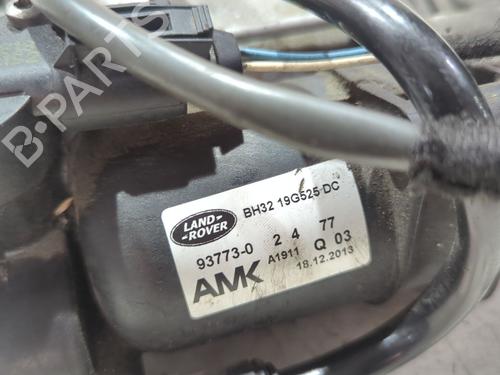 B-PARTS
LAND-
-ROVER
BH32 19G525-DC
93773-0 2 4 77
A1911 Q 03
AMK 18.12.2013